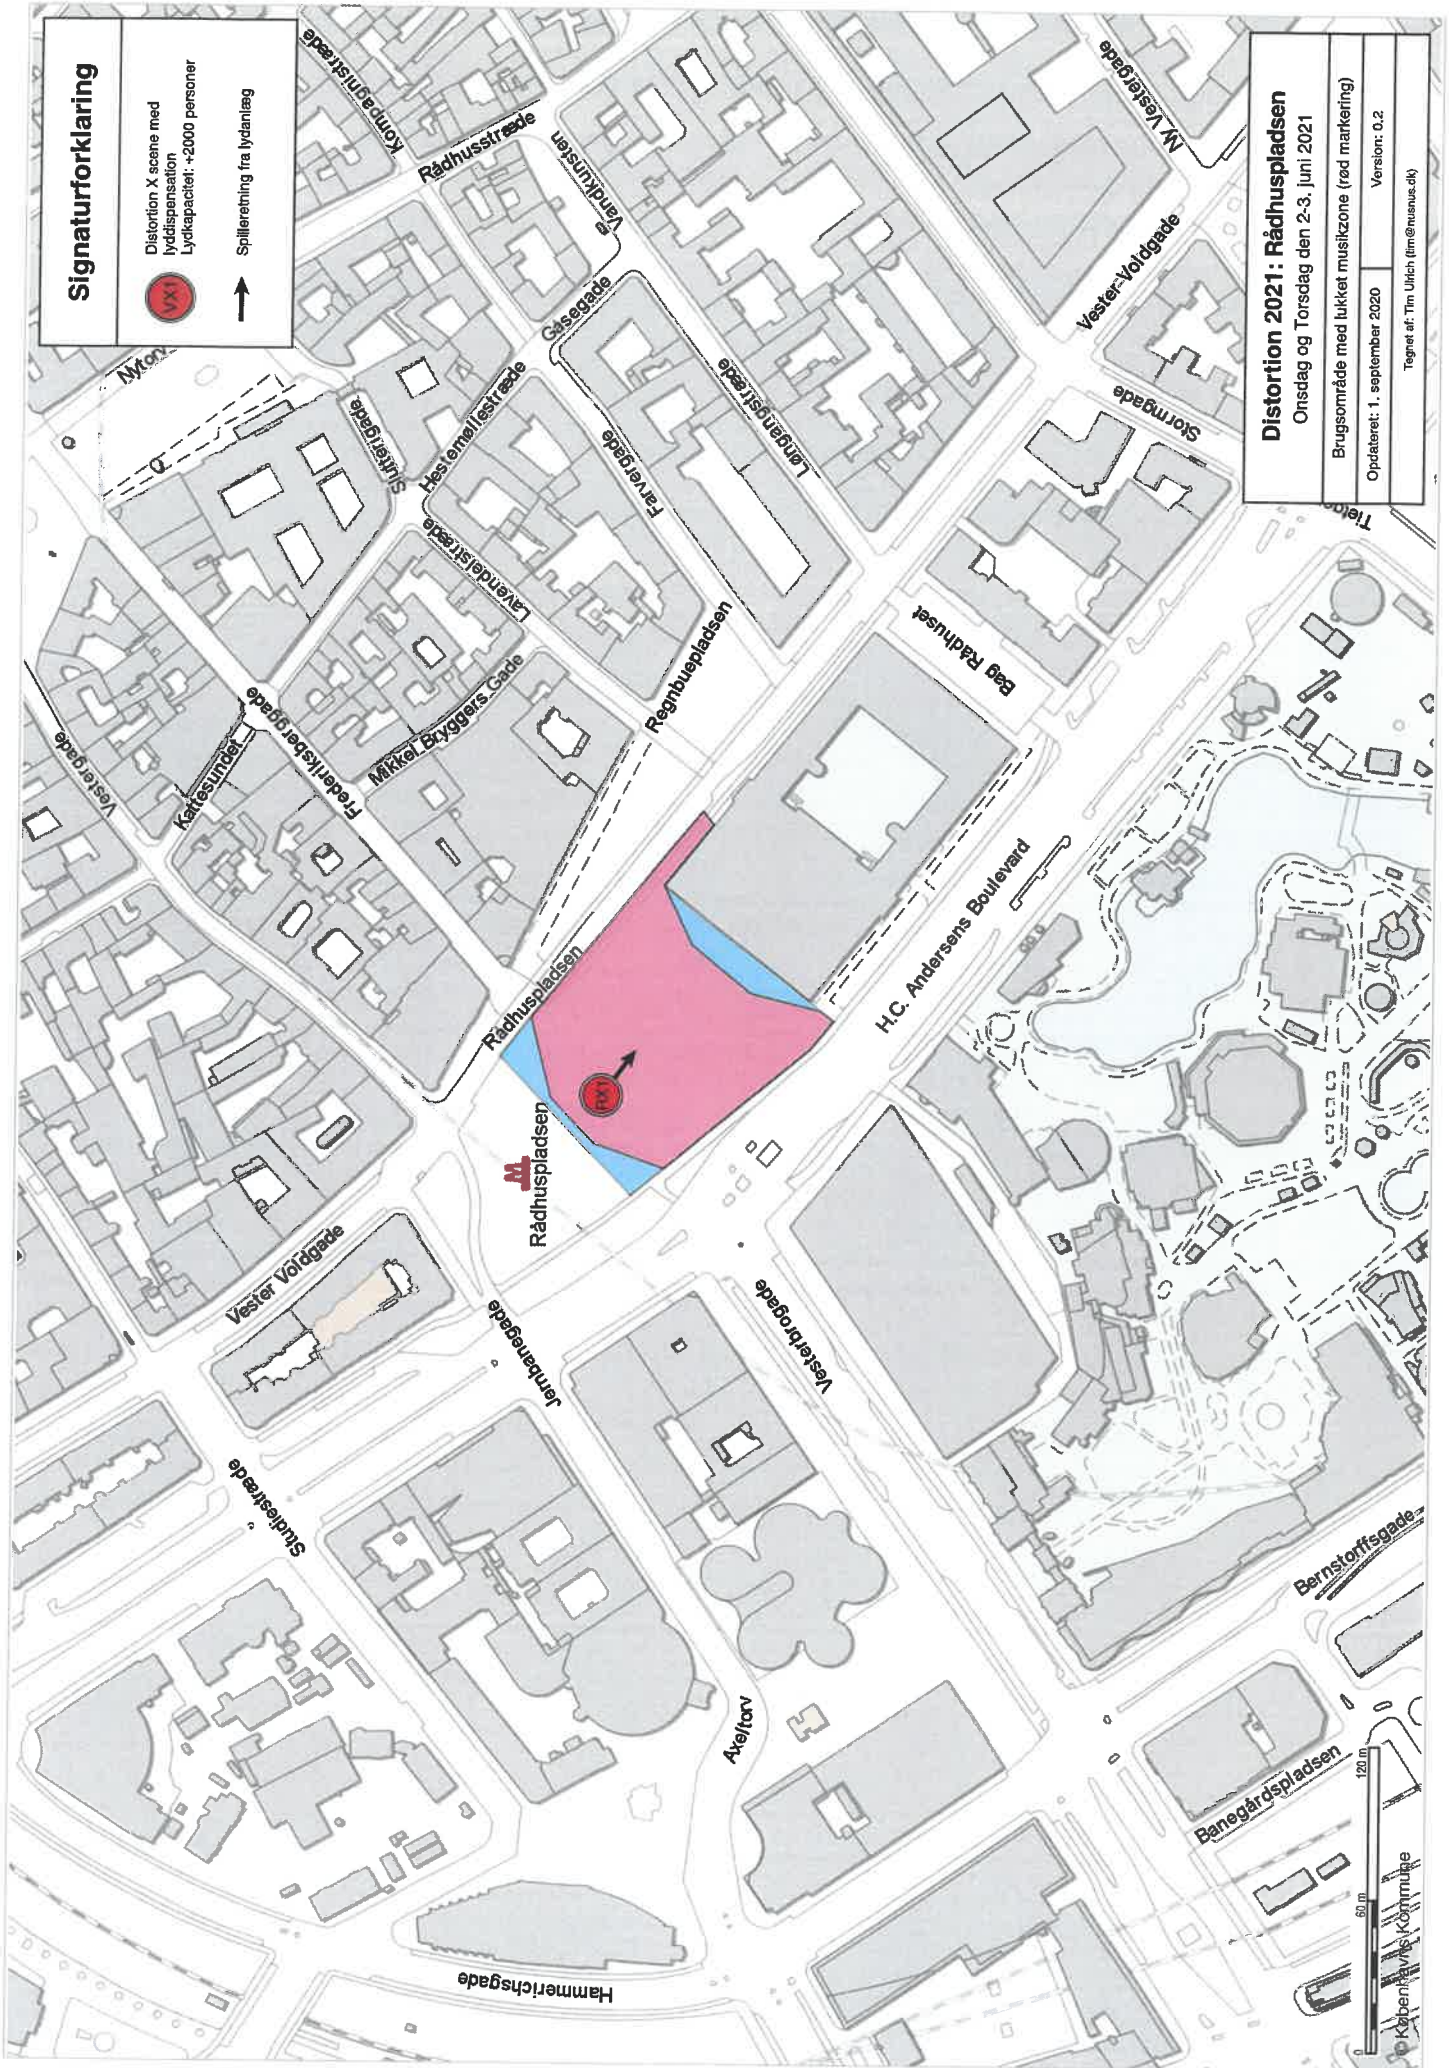 Signaturforklaring
VX1
Distortion X scene med
lyddispensation
Lydkapacitet: +2000 personer
Spilleretning fra lydanlæg
Kompagnistræde
Rådhusstræde
Vandkunsten
Ny Vestergade
Nytorv
Slutterigade
Hestemøllestræde
Gåsegade
Farvergade
Løngangstræde
Vester Voldgade
Stormgade
Lavendelstræde
Vestergade
Kattesundet
Frederiksberggade
Mikkel Bryggers Gade
Regnbuepladsen
Bag Rådhuset
Rådhuspladsen
H.C. Andersens Boulevard
RX1
M
Rådhuspladsen
Vester Voldgade
Jernbanegade
Vesterbrogade
Studiestræde
Axeltorv
Bernstorffsgade
Banegårdspladsen
Hammerichsgade
Distortion 2021: Rådhuspladsen
Onsdag og Torsdag den 2-3. juni 2021
Brugsområde med lukket musikzone (rød markering)
Opdateret: 1. september 2020
Version: 0.2
Tegnet af: Tim Ulrich (tim@nusnus.dk)
0 60 m 120 m
© Københavns Kommune